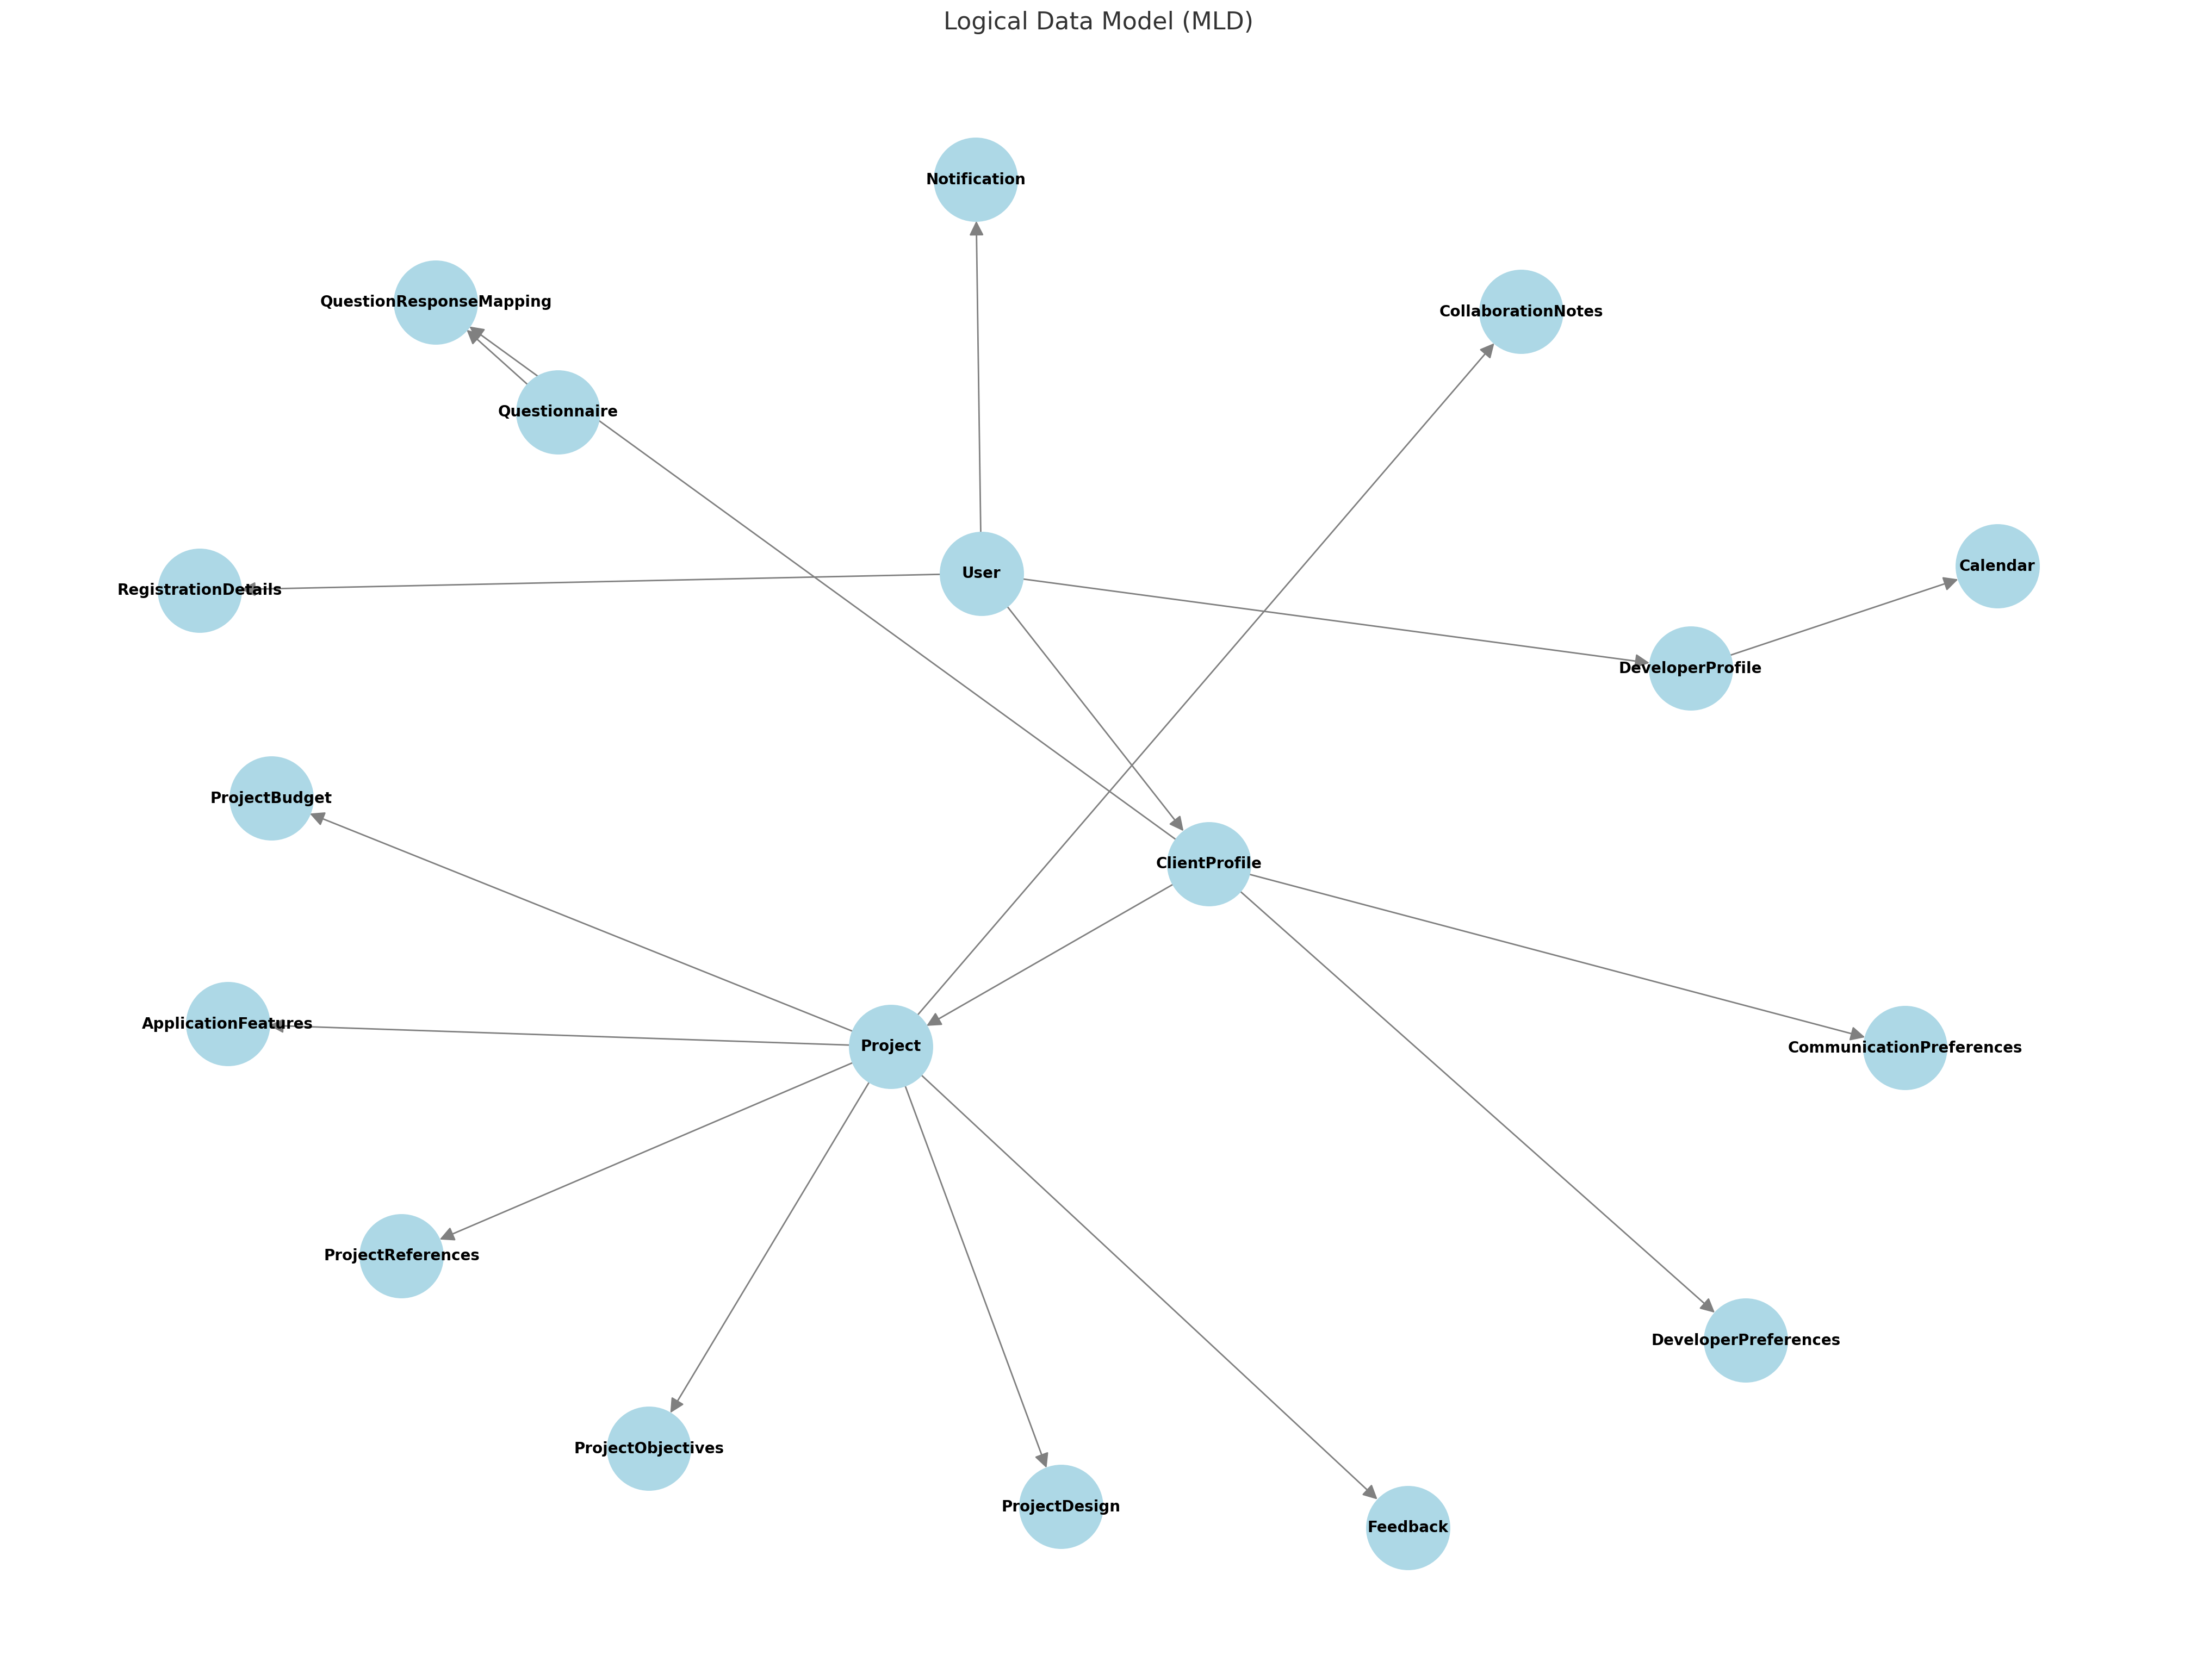 Logical Data Model (MLD)
Notification
QuestionResponseMapping
CollaborationNotes
Questionnaire
User
Calendar
RegistrationDetails
DeveloperProfile
ProjectBudget
ClientProfile
ApplicationFeatures
Project
CommunicationPreferences
ProjectReferences
DeveloperPreferences
ProjectObjectives
ProjectDesign
Feedback